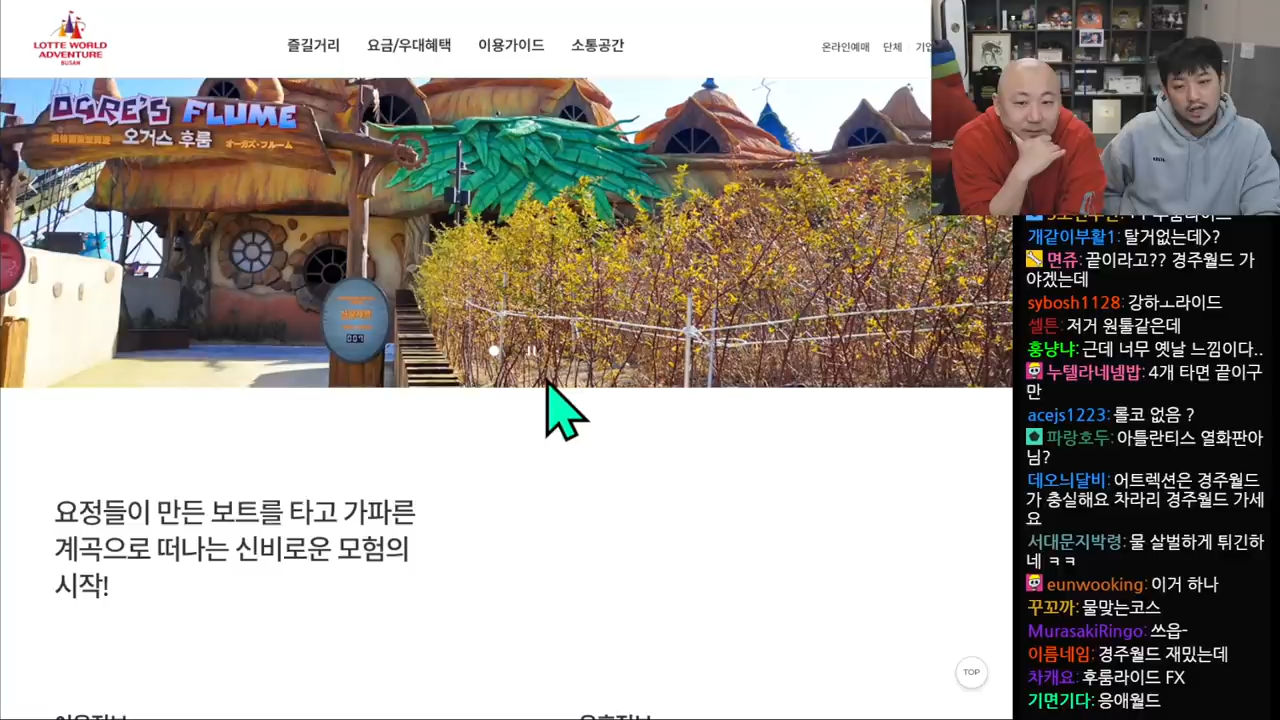 LOTTE WORLD
ADVENTURE
BUSAN
즐길거리 요금/우대혜택 이용가이드 소통공간
온라인예매 단체
OGRE'S FLUME
오거스 후룸
オーガス・フルーム
요정들이 만든 보트를 타고 가파른
계곡으로 떠나는 신비로운 모험의
시작!
TOP
개같이부활1: 탈거없는데>?
면쥬: 끝이라고?? 경주월드 가
야겠는데
sybosh1128: 강하ㅗ라이드
셀튼: 저거 원툴같은데
홍냥냐: 근데 너무 옛날 느낌이다..
누텔라네넴밥: 4개 타면 끝이구
만
acejs1223: 롤코 없음 ?
파랑호두: 아틀란티스 열화판아
님?
데오늬달비: 어트렉션은 경주월드
가 충실해요 차라리 경주월드 가세
요
서대문지박령: 물 살벌하게 튀긴하
네 ㅋㅋ
eunwooking: 이거 하나
꾸꼬까: 물맞는코스
MurasakiRingo: 쓰읍-
이름네임: 경주월드 재밌는데
차캐요: 후룸라이드 FX
기면기다: 응애월드